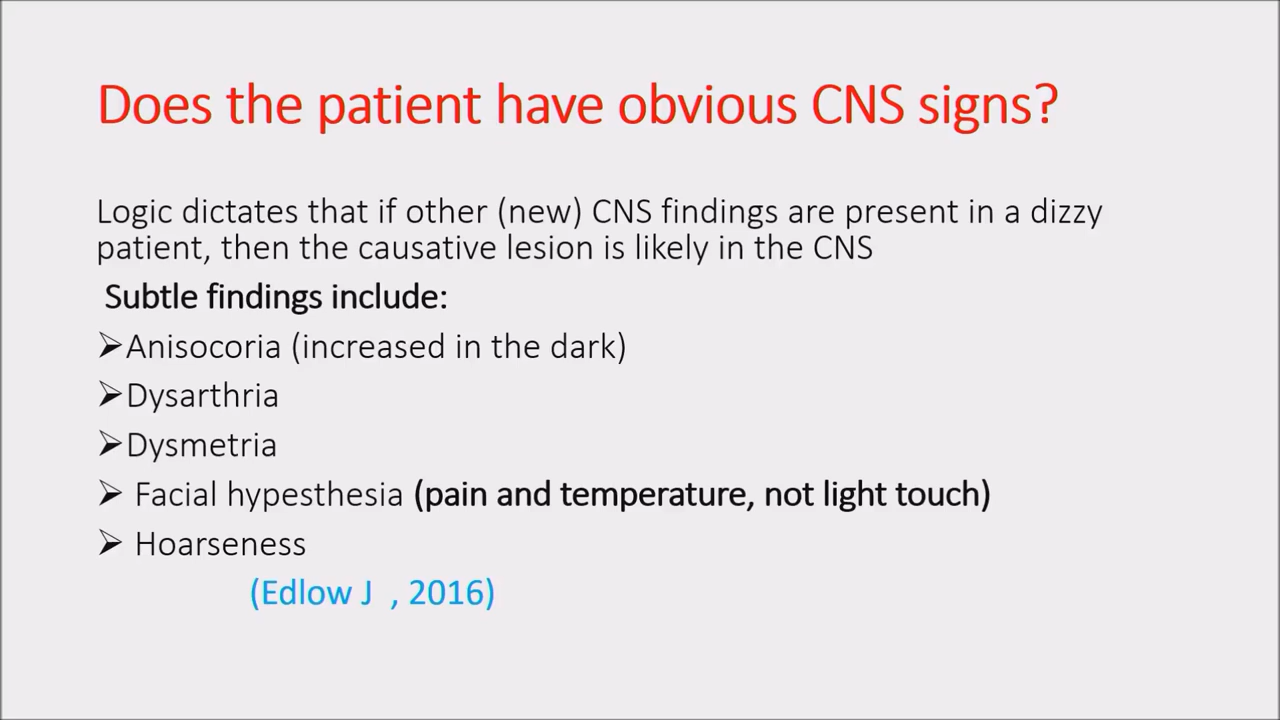 Does the patient have obvious CNS signs?
Logic dictates that if other (new) CNS findings are present in a dizzy
patient, then the causative lesion is likely in the CNS
Subtle findings include:
➢Anisocoria (increased in the dark)
➢Dysarthria
➢Dysmetria
➢ Facial hypesthesia (pain and temperature, not light touch)
➢ Hoarseness
(Edlow J , 2016)